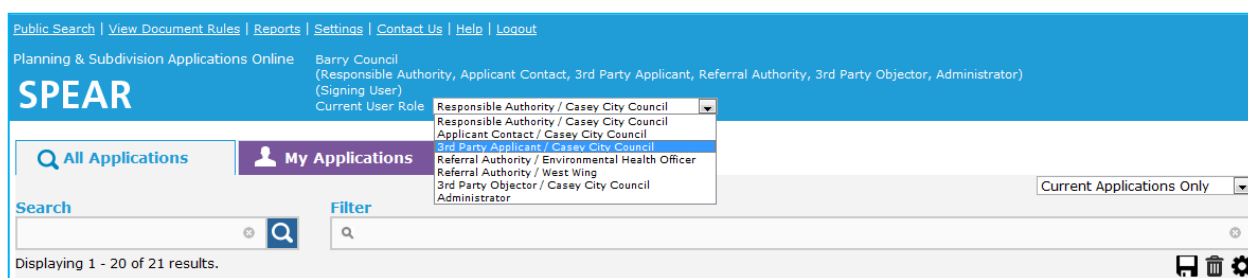 Public Search | View Document Rules | Reports | Settings | Contact Us | Help | Logout
Planning & Subdivision Applications Online
SPEAR
Barry Council
(Responsible Authority, Applicant Contact, 3rd Party Applicant, Referral Authority, 3rd Party Objector, Administrator)
(Signing User)
Current User Role Responsible Authority / Casey City Council
Responsible Authority / Casey City Council
Applicant Contact / Casey City Council
3rd Party Applicant / Casey City Council
Referral Authority / Environmental Health Officer
Referral Authority / West Wing
3rd Party Objector / Casey City Council
Administrator
All Applications
My Applications
Current Applications Only
Search
Filter
Displaying 1 - 20 of 21 results.